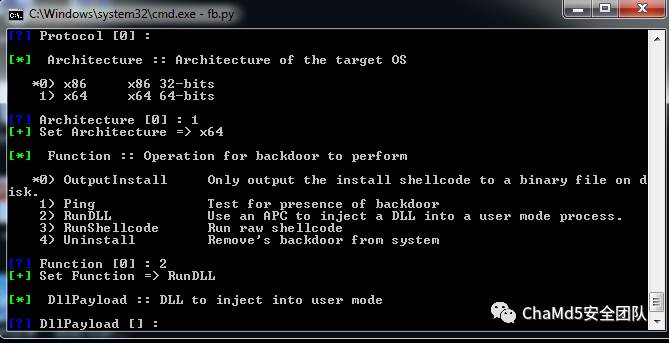 C:\Windows\system32\cmd.exe - fb.py
[?] Protocol [0] :
[*]  Architecture :: Architecture of the target OS
*0) x86      x86 32-bits
1) x64      x64 64-bits
[?] Architecture [0] : 1
[+] Set Architecture => x64
[*]  Function :: Operation for backdoor to perform
*0) OutputInstall     Only output the install shellcode to a binary file on d
isk.
1) Ping              Test for presence of backdoor
2) RunDLL            Use an APC to inject a DLL into a user mode process.
3) RunShellcode      Run raw shellcode
4) Uninstall         Remove's backdoor from system
[?] Function [0] : 2
[+] Set Function => RunDLL
[*]  DllPayload :: DLL to inject into user mode
[?] DllPayload [] :
ChaMd5安全团队